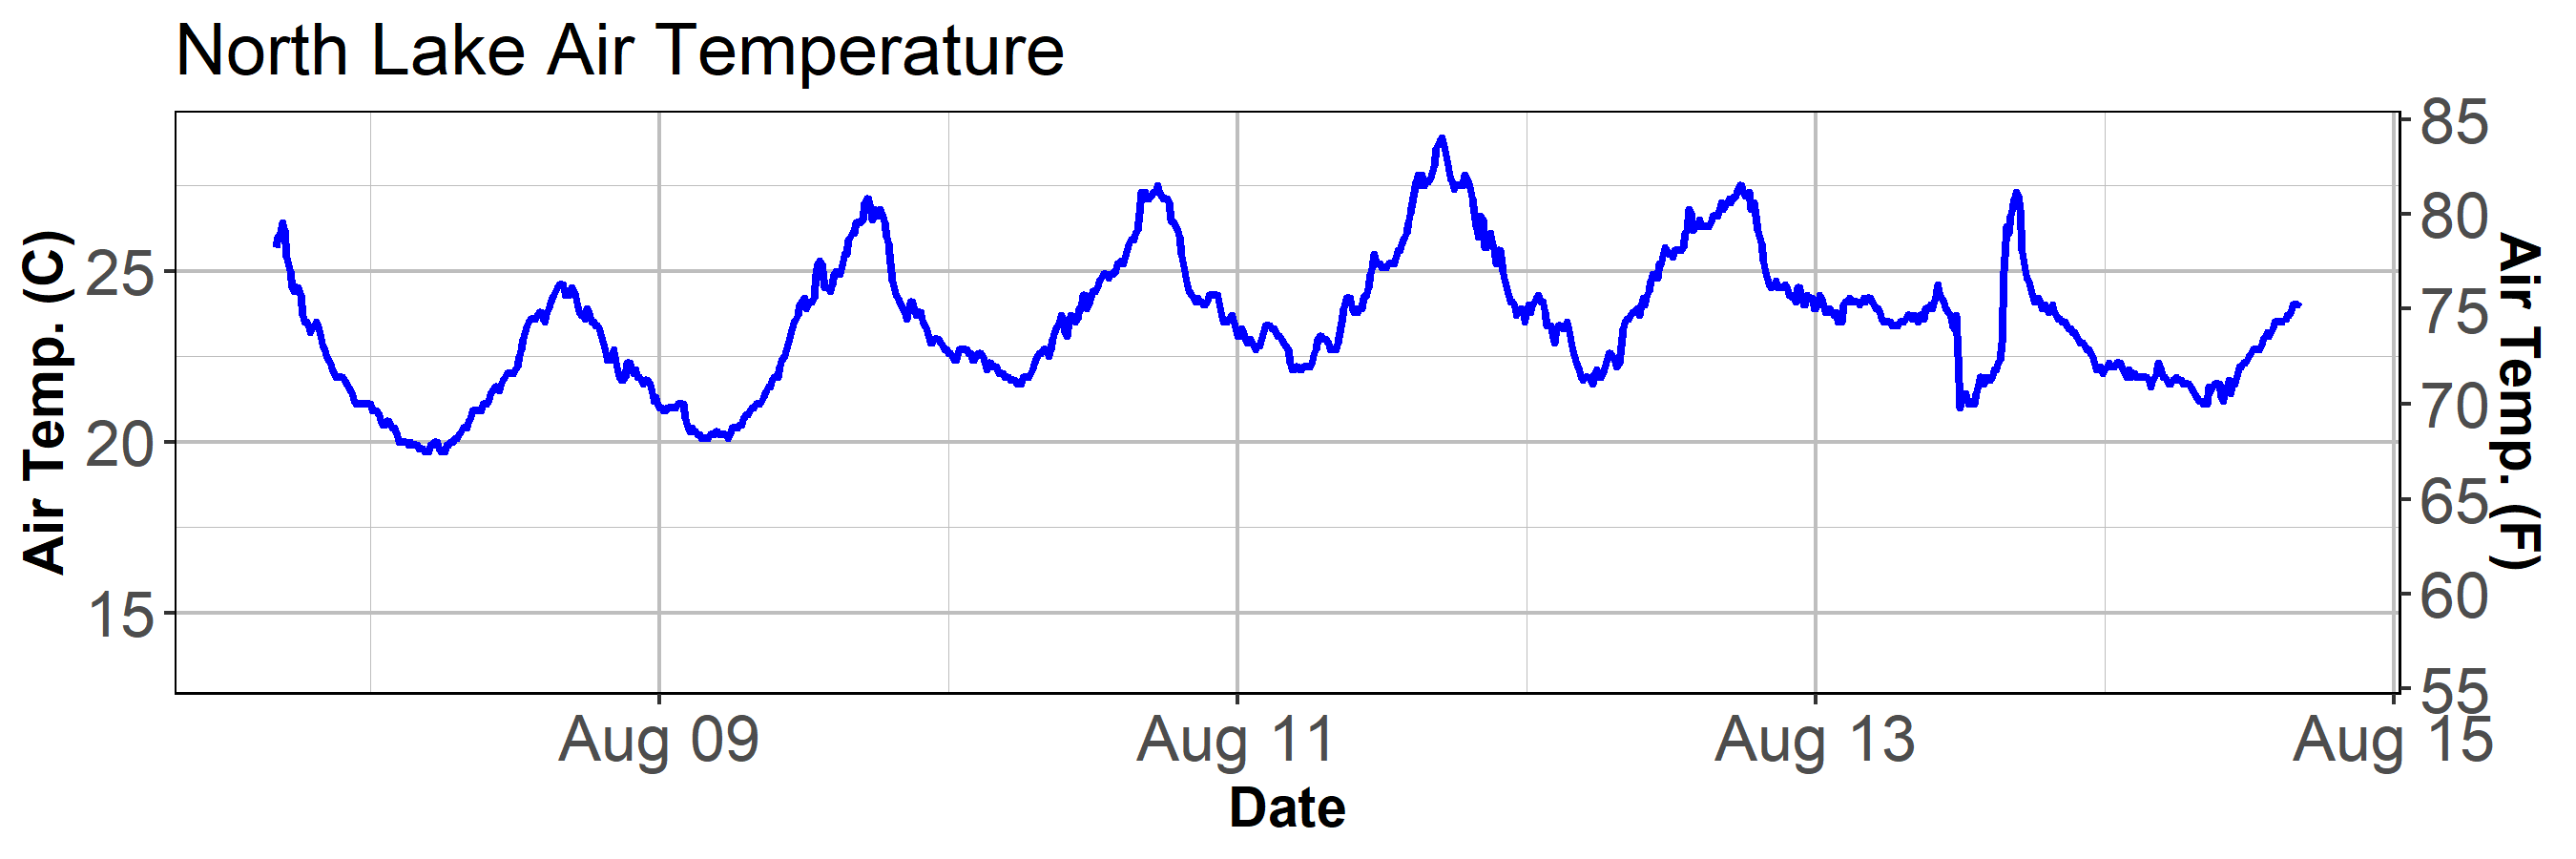 North Lake Air Temperature
Air Temp. (C)
25
20
15
85
80
75
70
65
60
55
Air Temp. (F)
Aug 09 Aug 11 Aug 13 Aug 15
Date